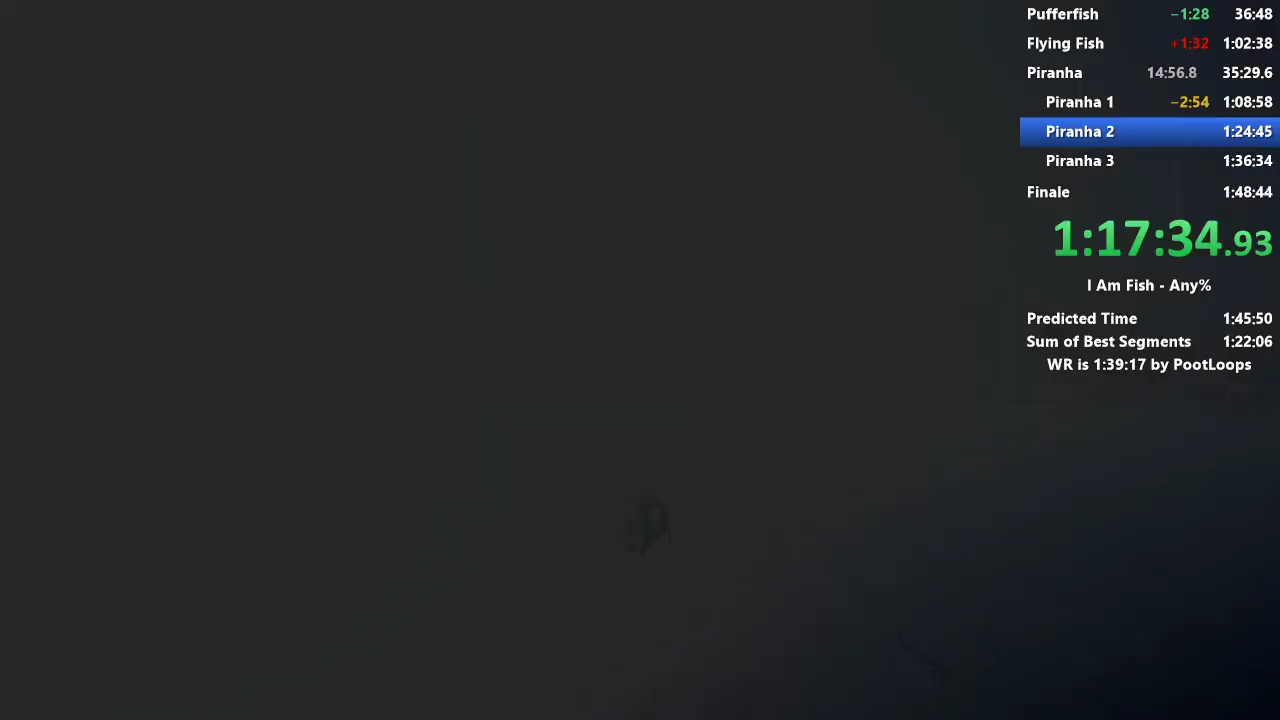 Pufferfish −1:28 36:48
Flying Fish +1:32 1:02:38
Piranha 14:56.8 35:29.6
Piranha 1 −2:54 1:08:58
Piranha 2 1:24:45
Piranha 3 1:36:34
Finale 1:48:44
1:17:34.93
I Am Fish - Any%
Predicted Time 1:45:50
Sum of Best Segments 1:22:06
WR is 1:39:17 by PootLoops